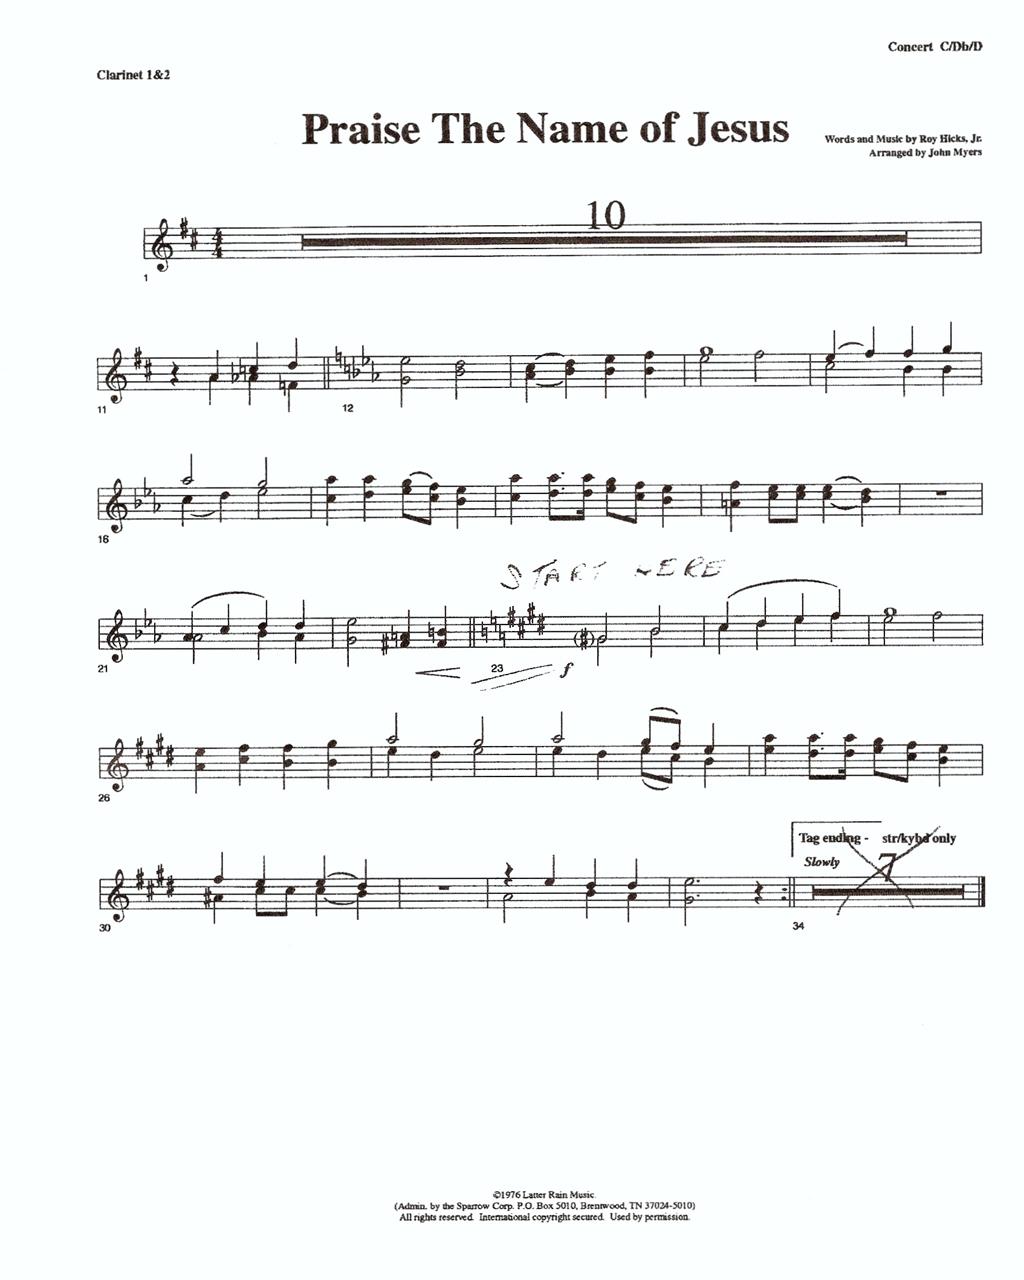 Concert C/Db/D
Clarinet 1&2
Praise The Name of Jesus
Words and Music by Roy Hicks, Jr.
Arranged by John Myers
10
1
11
12
16
START HERE
21
23
f
26
Tag ending - str/kybd only
Slowly
7
30
34
©1976 Latter Rain Music.
(Admin. by the Sparrow Corp. P.O. Box 5010, Brentwood, TN 37024-5010)
All rights reserved. International copyright secured. Used by permission.